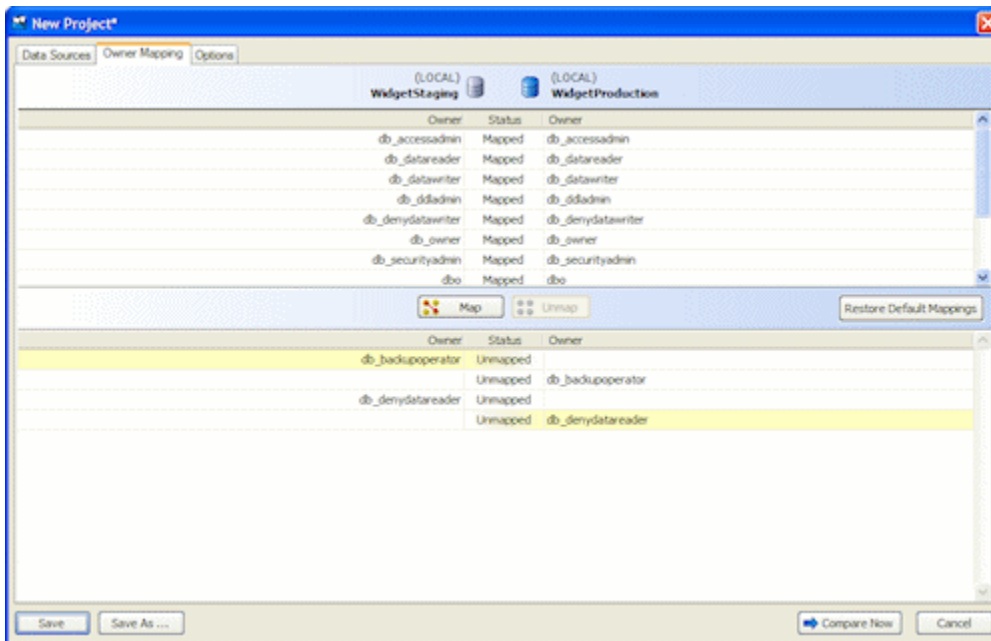 New Project*
Data Sources Owner Mapping Options
(LOCAL) (LOCAL)
WidgetStaging WidgetProduction
Owner Status Owner
db_accessadmin Mapped db_accessadmin
db_datareader Mapped db_datareader
db_datawriter Mapped db_datawriter
db_ddladmin Mapped db_ddladmin
db_denydatawriter Mapped db_denydatawriter
db_owner Mapped db_owner
db_securityadmin Mapped db_securityadmin
dbo Mapped dbo
Map Unmap Restore Default Mappings
Owner Status Owner
db_backupoperator Unmapped
Unmapped db_backupoperator
db_denydatareader Unmapped
Unmapped db_denydatareader
Save Save As ... Compare Now Cancel